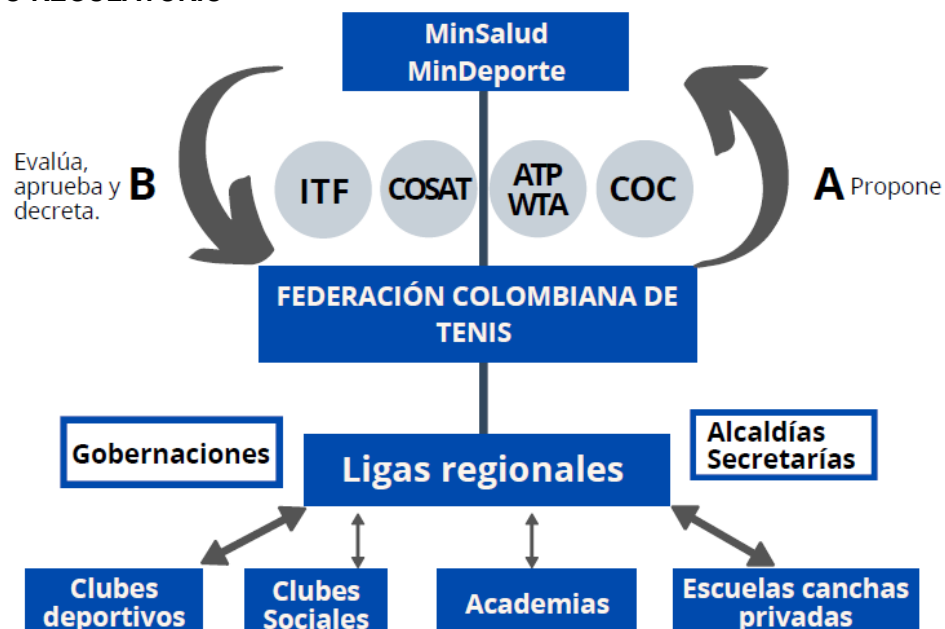 MinSalud
MinDeporte
Evalúa,
aprueba y
decreta.
B
ITF
COSAT
ATP
WTA
COC
A Propone
FEDERACIÓN COLOMBIANA DE
TENIS
Gobernaciones
Alcaldías
Secretarías
Ligas regionales
Clubes
deportivos
Clubes
Sociales
Academias
Escuelas canchas
privadas